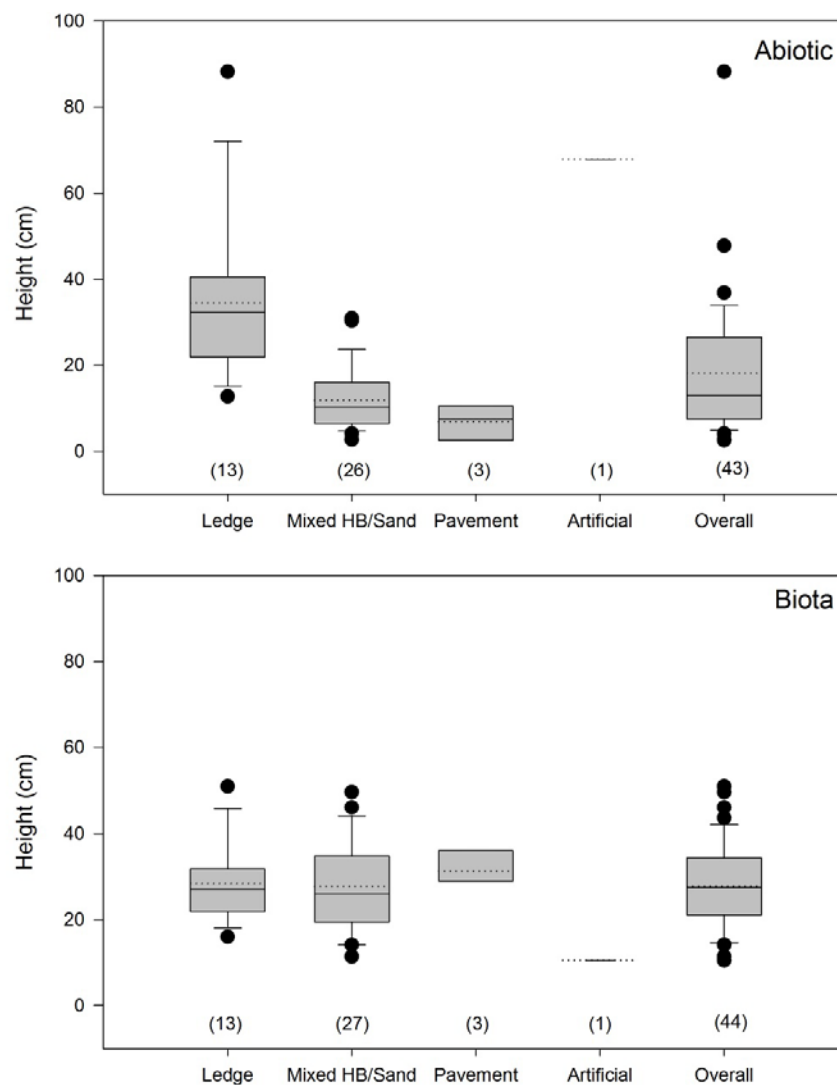 Abiotic
Height (cm)
100
80
60
40
20
0
(13) (26) (3) (1) (43)
Ledge Mixed HB/Sand Pavement Artificial Overall
Biota
Height (cm)
100
80
60
40
20
0
(13) (27) (3) (1) (44)
Ledge Mixed HB/Sand Pavement Artificial Overall